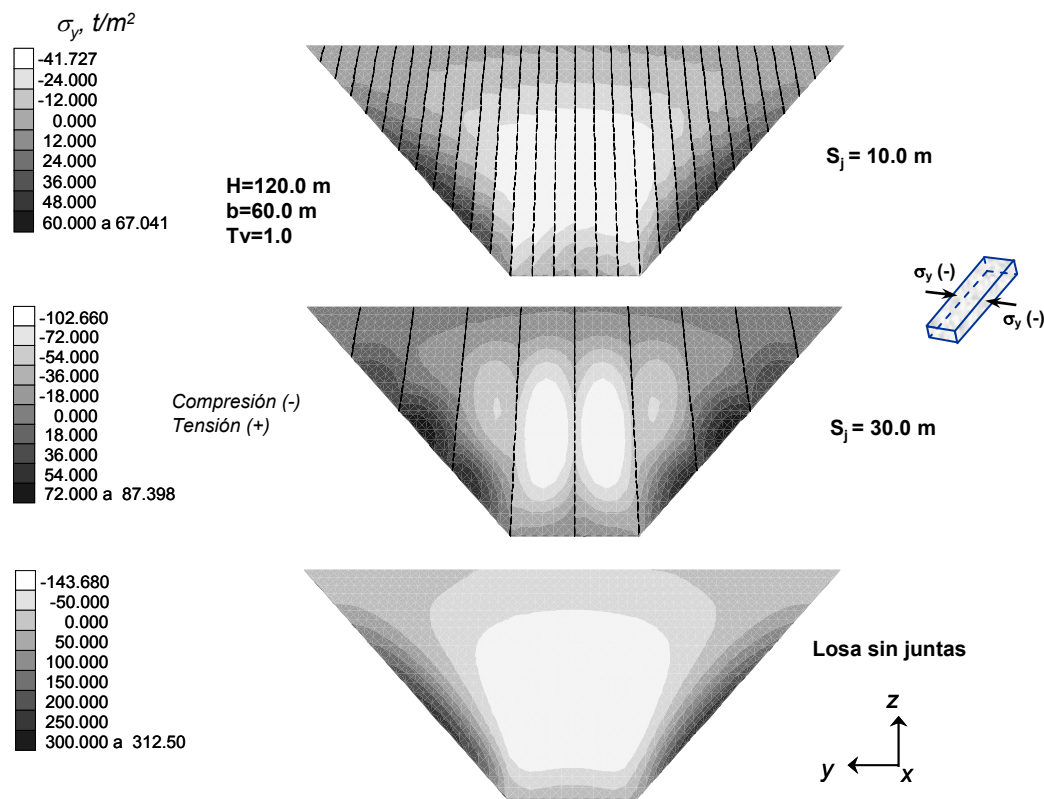 σy, t/m2
-41.727
-24.000
-12.000
0.000
12.000
24.000
36.000
48.000
60.000 a 67.041
H=120.0 m
b=60.0 m
Tv=1.0
Sj = 10.0 m
σy (-)
σy (-)
-102.660
-72.000
-54.000
-36.000
-18.000
0.000
18.000
36.000
54.000
72.000 a 87.398
Compresión (-)
Tensión (+)
Sj = 30.0 m
-143.680
-50.000
0.000
50.000
100.000
150.000
200.000
250.000
300.000 a 312.50
Losa sin juntas
z
y
x